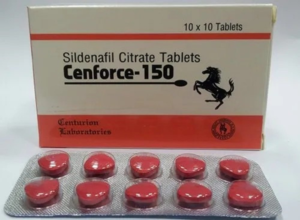 10 x 10 Tablets
Sildenafil Citrate Tablets
Cenforce-150
Centurion
Laboratories